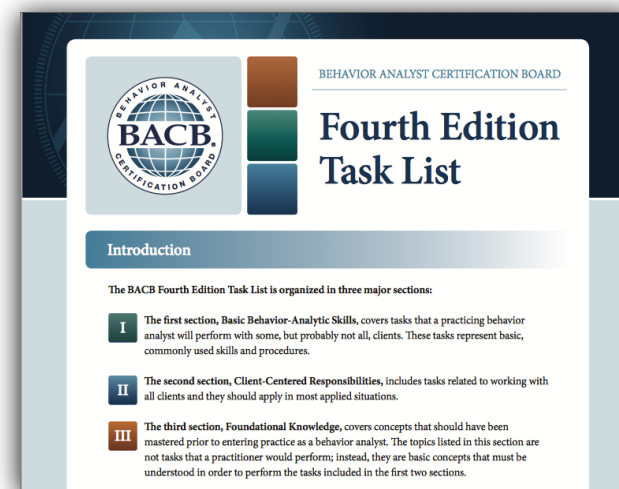 BEHAVIOR ANALYST
BACB®
CERTIFICATION BOARD
BEHAVIOR ANALYST CERTIFICATION BOARD
Fourth Edition
Task List
Introduction
The BACB Fourth Edition Task List is organized in three major sections:
I
The first section, Basic Behavior-Analytic Skills, covers tasks that a practicing behavior
analyst will perform with some, but probably not all, clients. These tasks represent basic,
commonly used skills and procedures.
II
The second section, Client-Centered Responsibilities, includes tasks related to working with
all clients and they should apply in most applied situations.
III
The third section, Foundational Knowledge, covers concepts that should have been
mastered prior to entering practice as a behavior analyst. The topics listed in this section are
not tasks that a practitioner would perform; instead, they are basic concepts that must be
understood in order to perform the tasks included in the first two sections.